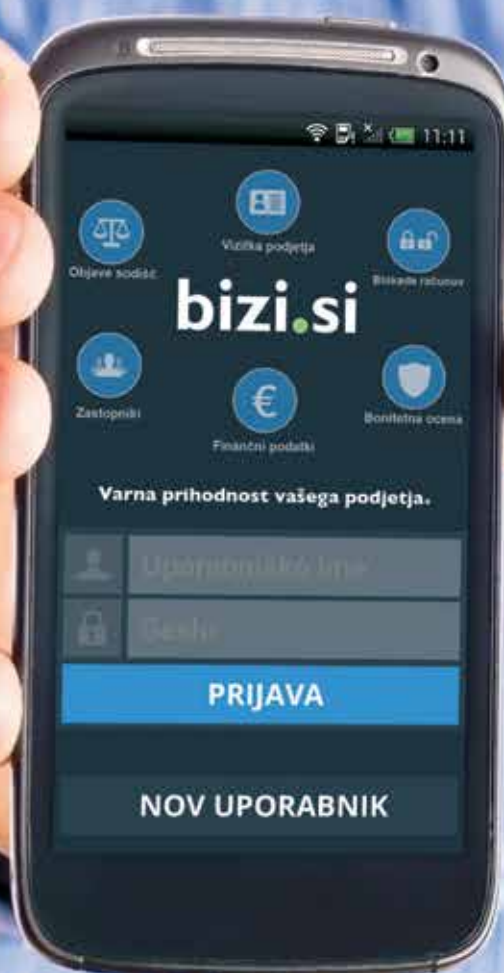 11:11
Vizitka podjetja
Objave sodišč
Blokade računov
bizi.si
Zastopniki
€
Finančni podatki
Bonitetna ocena
Varna prihodnost vašega podjetja.
Uporabniško ime
Geslo
PRIJAVA
NOV UPORABNIK